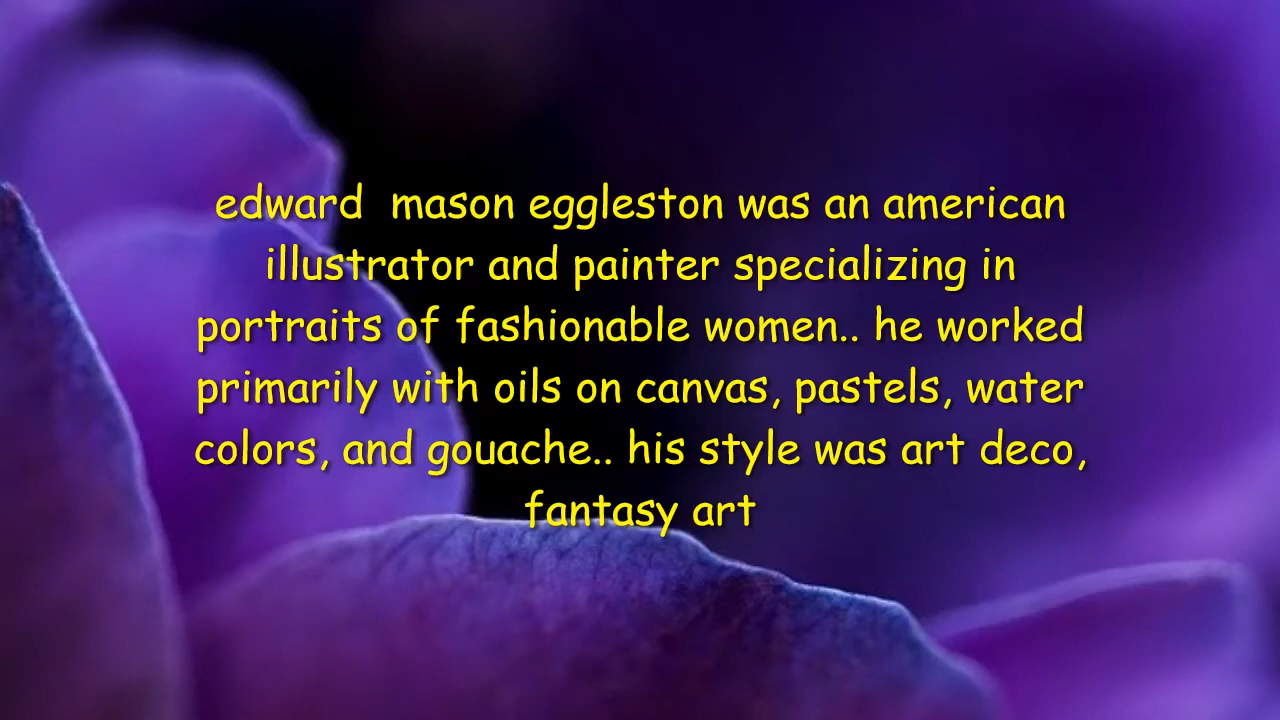 edward  mason eggleston was an american
illustrator and painter specializing in
portraits of fashionable women.. he worked
primarily with oils on canvas, pastels, water
colors, and gouache.. his style was art deco,
fantasy art